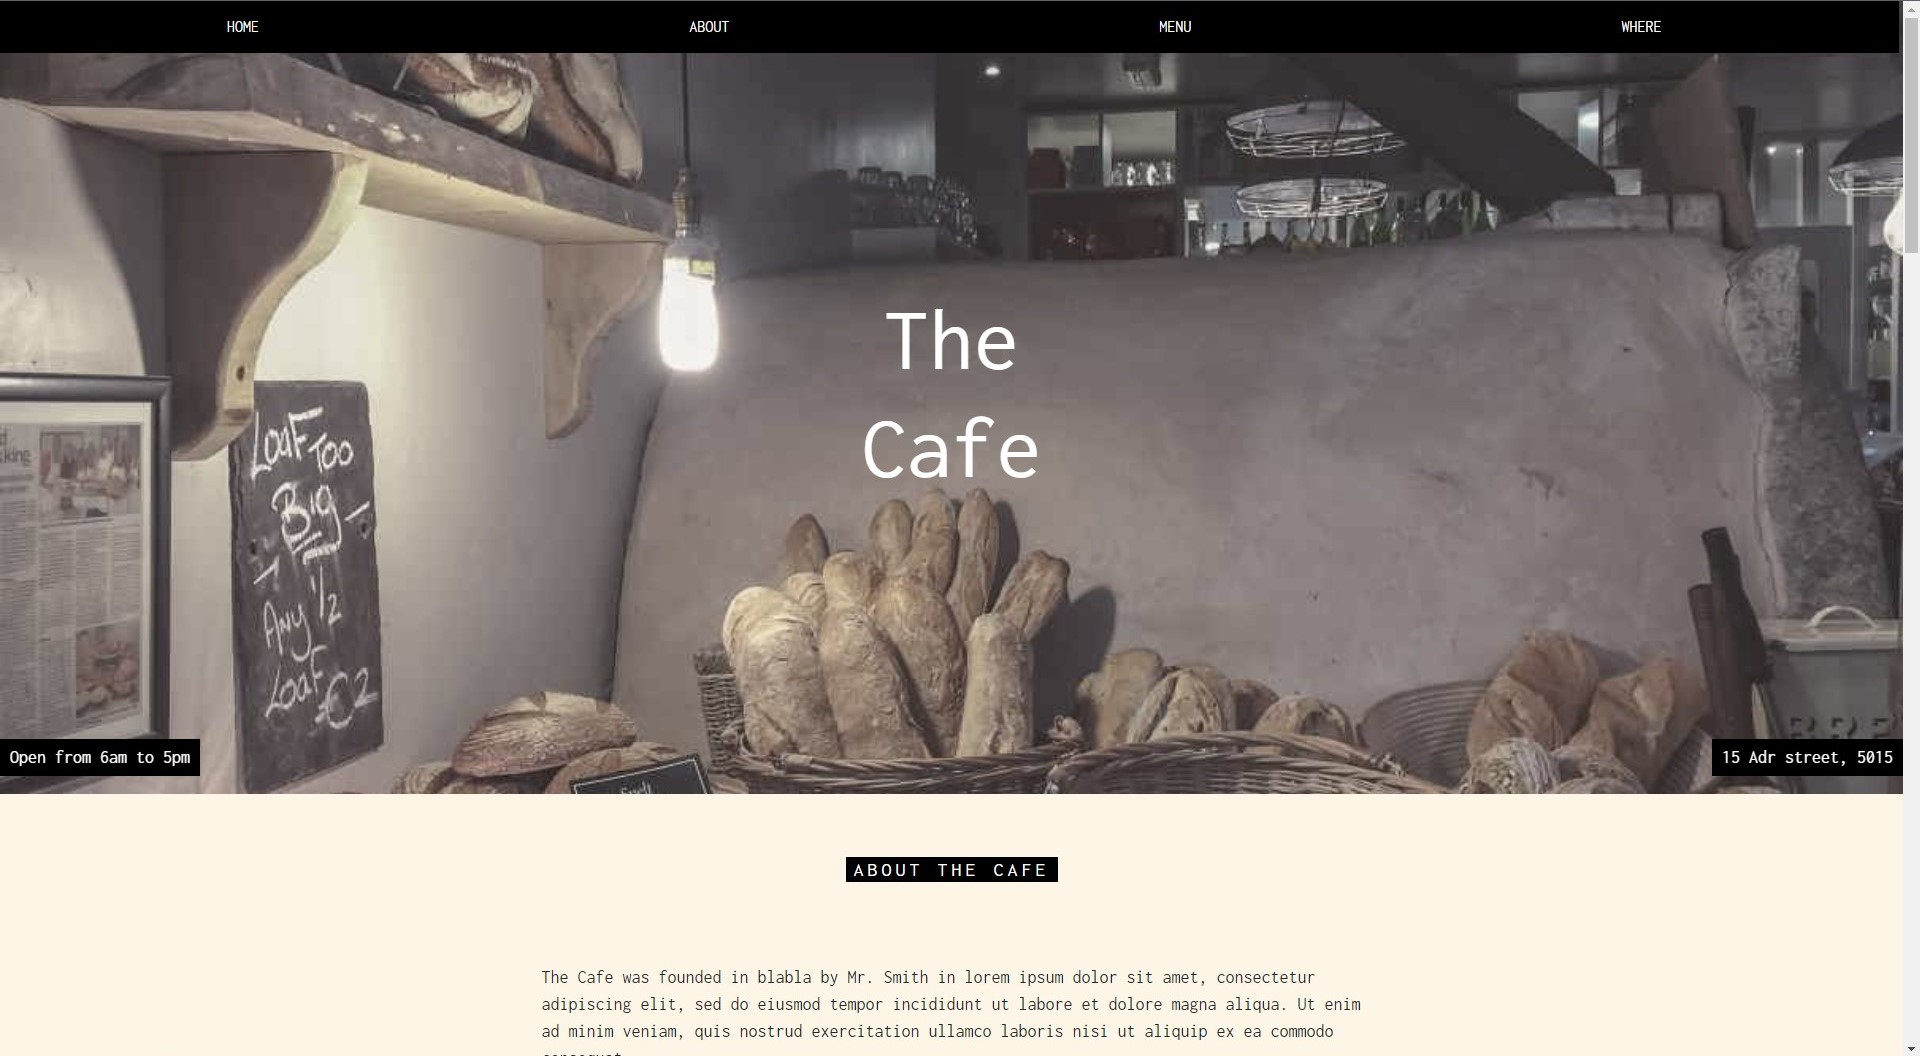 HOME ABOUT MENU WHERE
The
Cafe
LOAF TOO
BIG
ANY 1/2
LOAF
€2
Open from 6am to 5pm
15 Adr street, 5015
ABOUT THE CAFE
The Cafe was founded in blabla by Mr. Smith in lorem ipsum dolor sit amet, consectetur
adipiscing elit, sed do eiusmod tempor incididunt ut labore et dolore magna aliqua. Ut enim
ad minim veniam, quis nostrud exercitation ullamco laboris nisi ut aliquip ex ea commodo